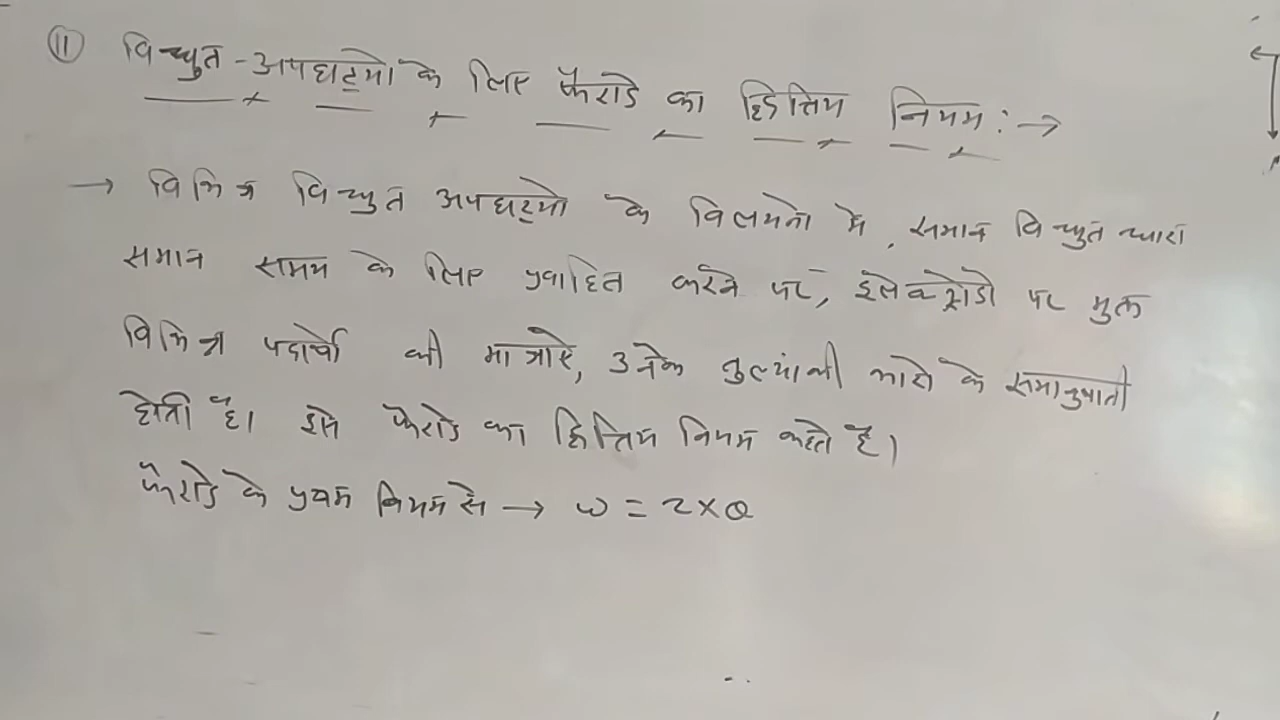 ⑪ विद्युत-अपघट्यो के लिए फैराडे का द्वितिय नियम :→
→ विभिन्न विद्युत अपघट्यो के विलयनो मे, समान विद्युत धारा
समान समय के लिए प्रवाहित करने पर, इलेक्ट्रोडो पर मुक्त
विभिन्न पदार्थो की मात्राऐ, उनके तुल्यांकी भारो के समानुपाती
होती है। इसे फैराडे का द्वितिय नियम कहते है।
फैराडे के प्रथम नियम से → w = z×Q